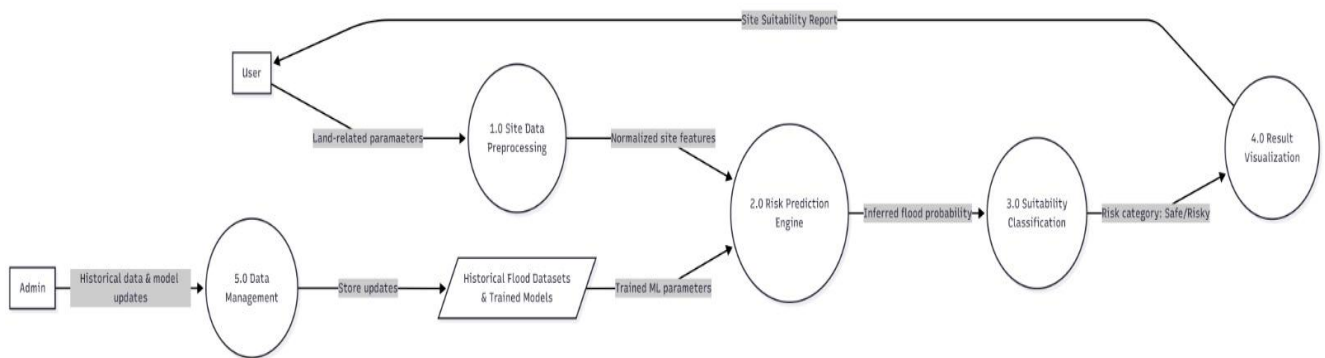 Site Suitability Report
User
Land-related paramaeters
1.0 Site Data
Preprocessing
Normalized site features
4.0 Result
Visualization
2.0 Risk Prediction
Engine
Inferred flood probability
3.0 Suitability
Classification
Risk category: Safe/Risky
Admin
Historical data & model
updates
5.0 Data
Management
Store updates
Historical Flood Datasets
& Trained Models
Trained ML parameters